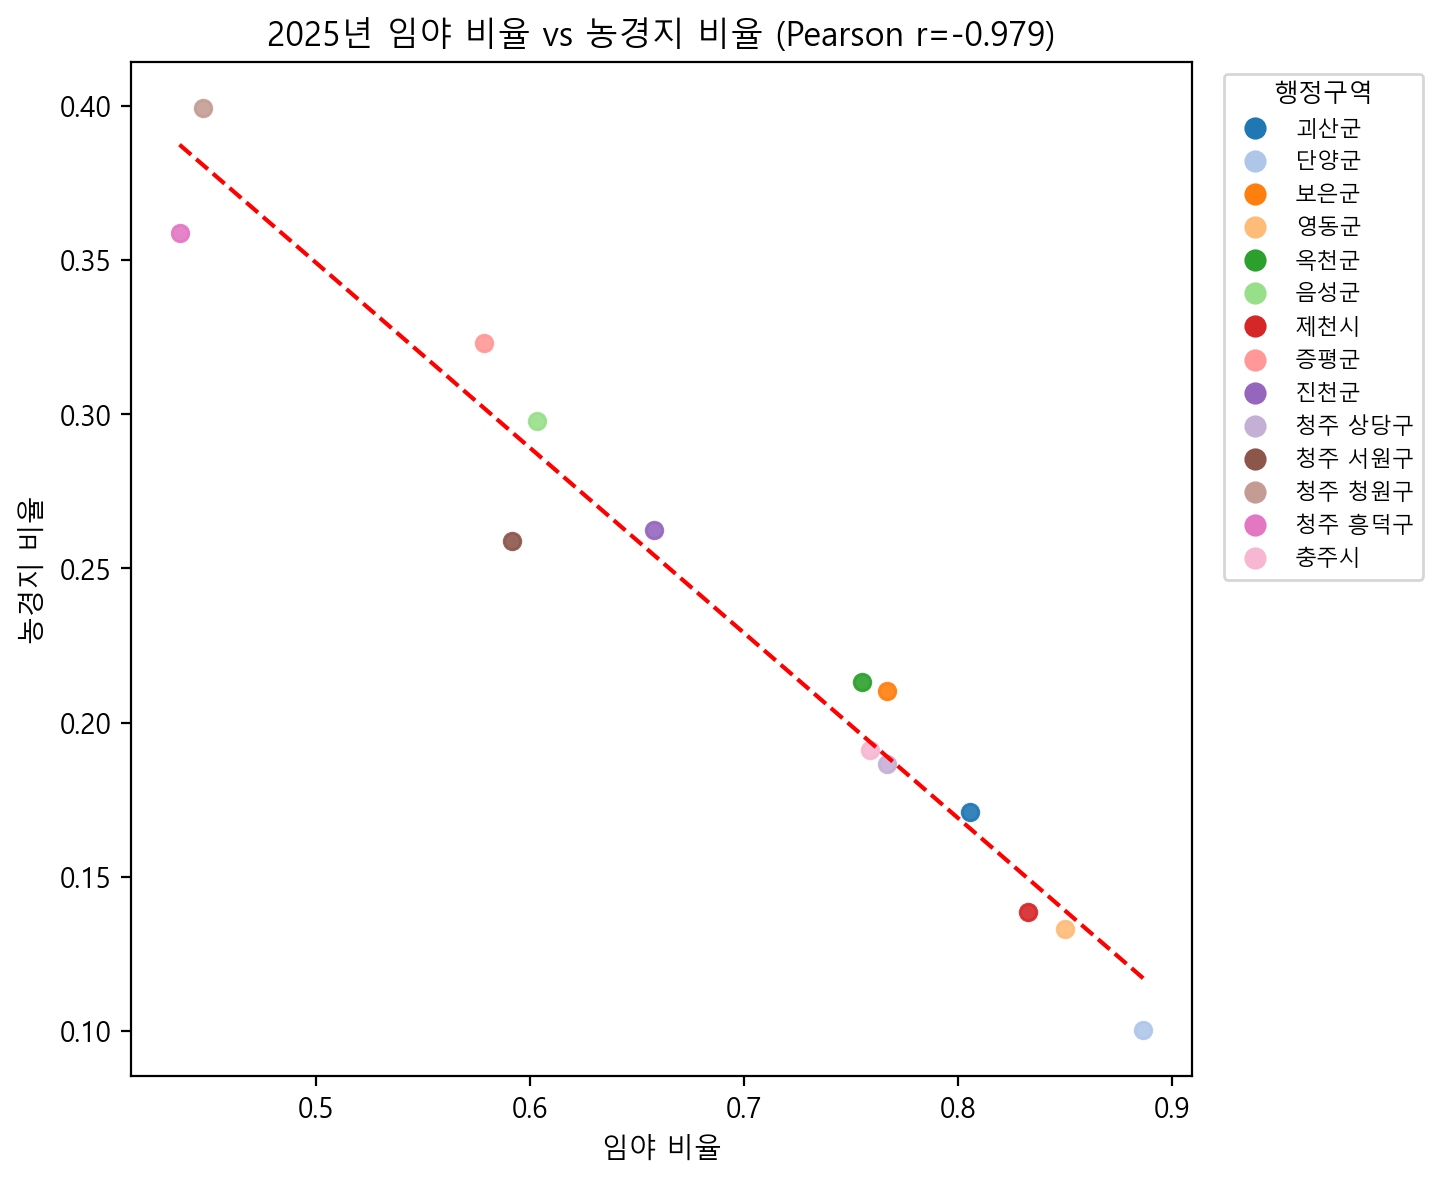 2025년 임야 비율 vs 농경지 비율 (Pearson r=-0.979)
농경지 비율
0.40
0.35
0.30
0.25
0.20
0.15
0.10
0.5 0.6 0.7 0.8 0.9
임야 비율
행정구역
괴산군
단양군
보은군
영동군
옥천군
음성군
제천시
증평군
진천군
청주 상당구
청주 서원구
청주 청원구
청주 흥덕구
충주시